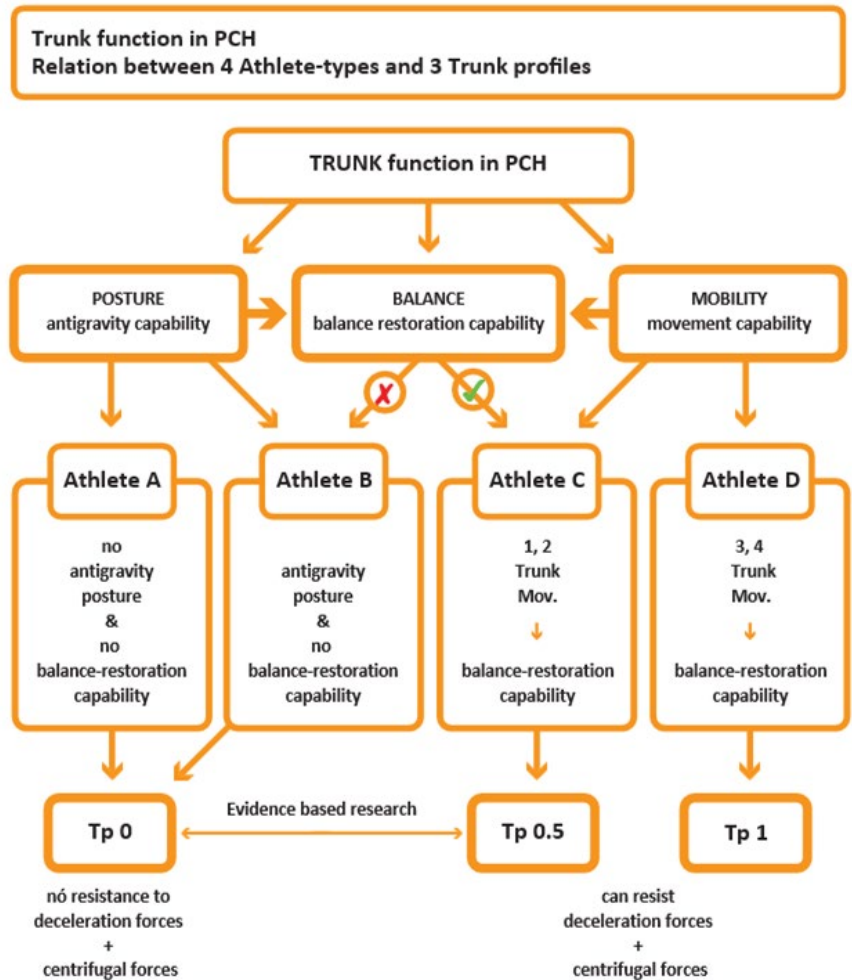 Trunk function in PCH
Relation between 4 Athlete-types and 3 Trunk profiles
TRUNK function in PCH
POSTURE
antigravity capability
BALANCE
balance restoration capability
MOBILITY
movement capability
Athlete A
no
antigravity
posture
&
no
balance-restoration
capability
Athlete B
antigravity
posture
&
no
balance-restoration
capability
Athlete C
1, 2
Trunk
Mov.
balance-restoration
capability
Athlete D
3, 4
Trunk
Mov.
balance-restoration
capability
Tp 0
Evidence based research
Tp 0.5
Tp 1
nó resistance to
deceleration forces
+
centrifugal forces
can resist
deceleration forces
+
centrifugal forces